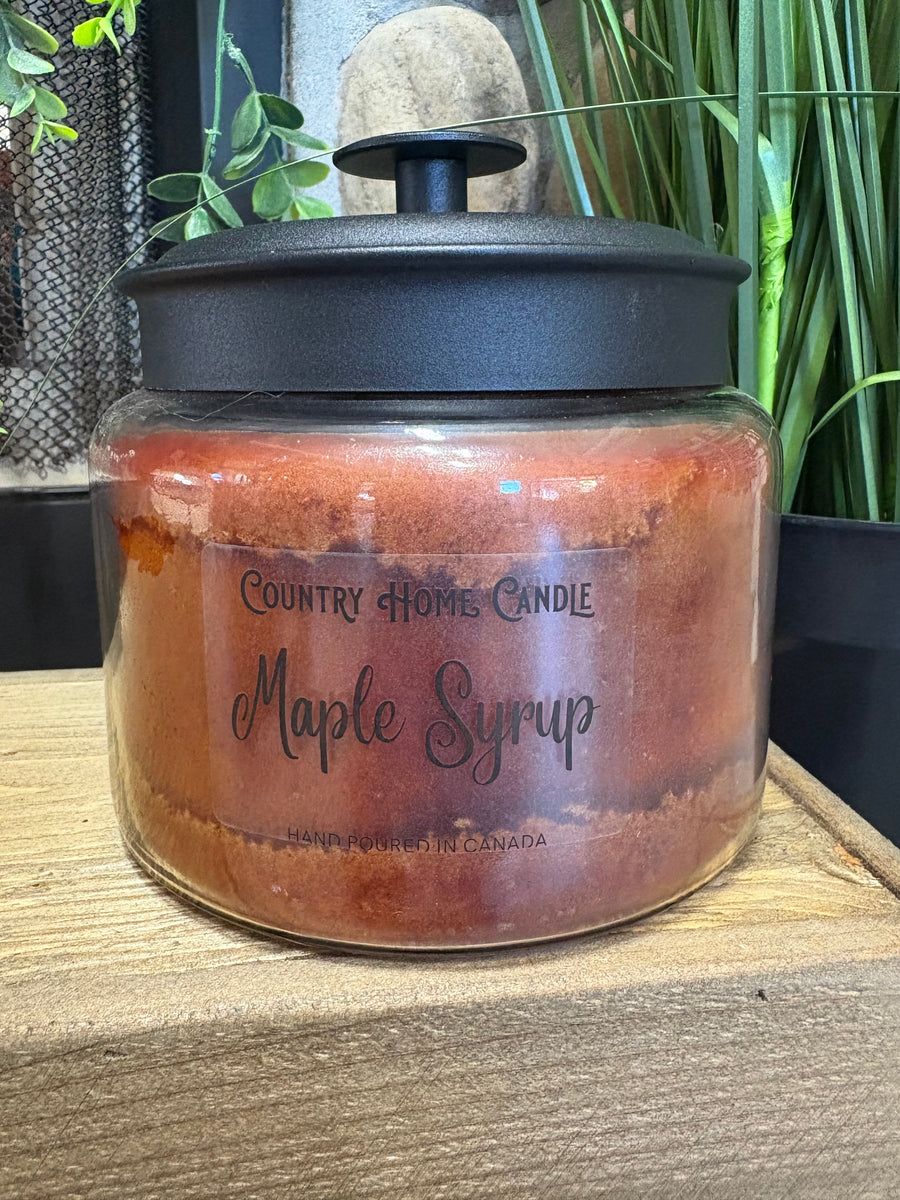 Country Home Candle
Maple Syrup
HAND POURED IN CANADA